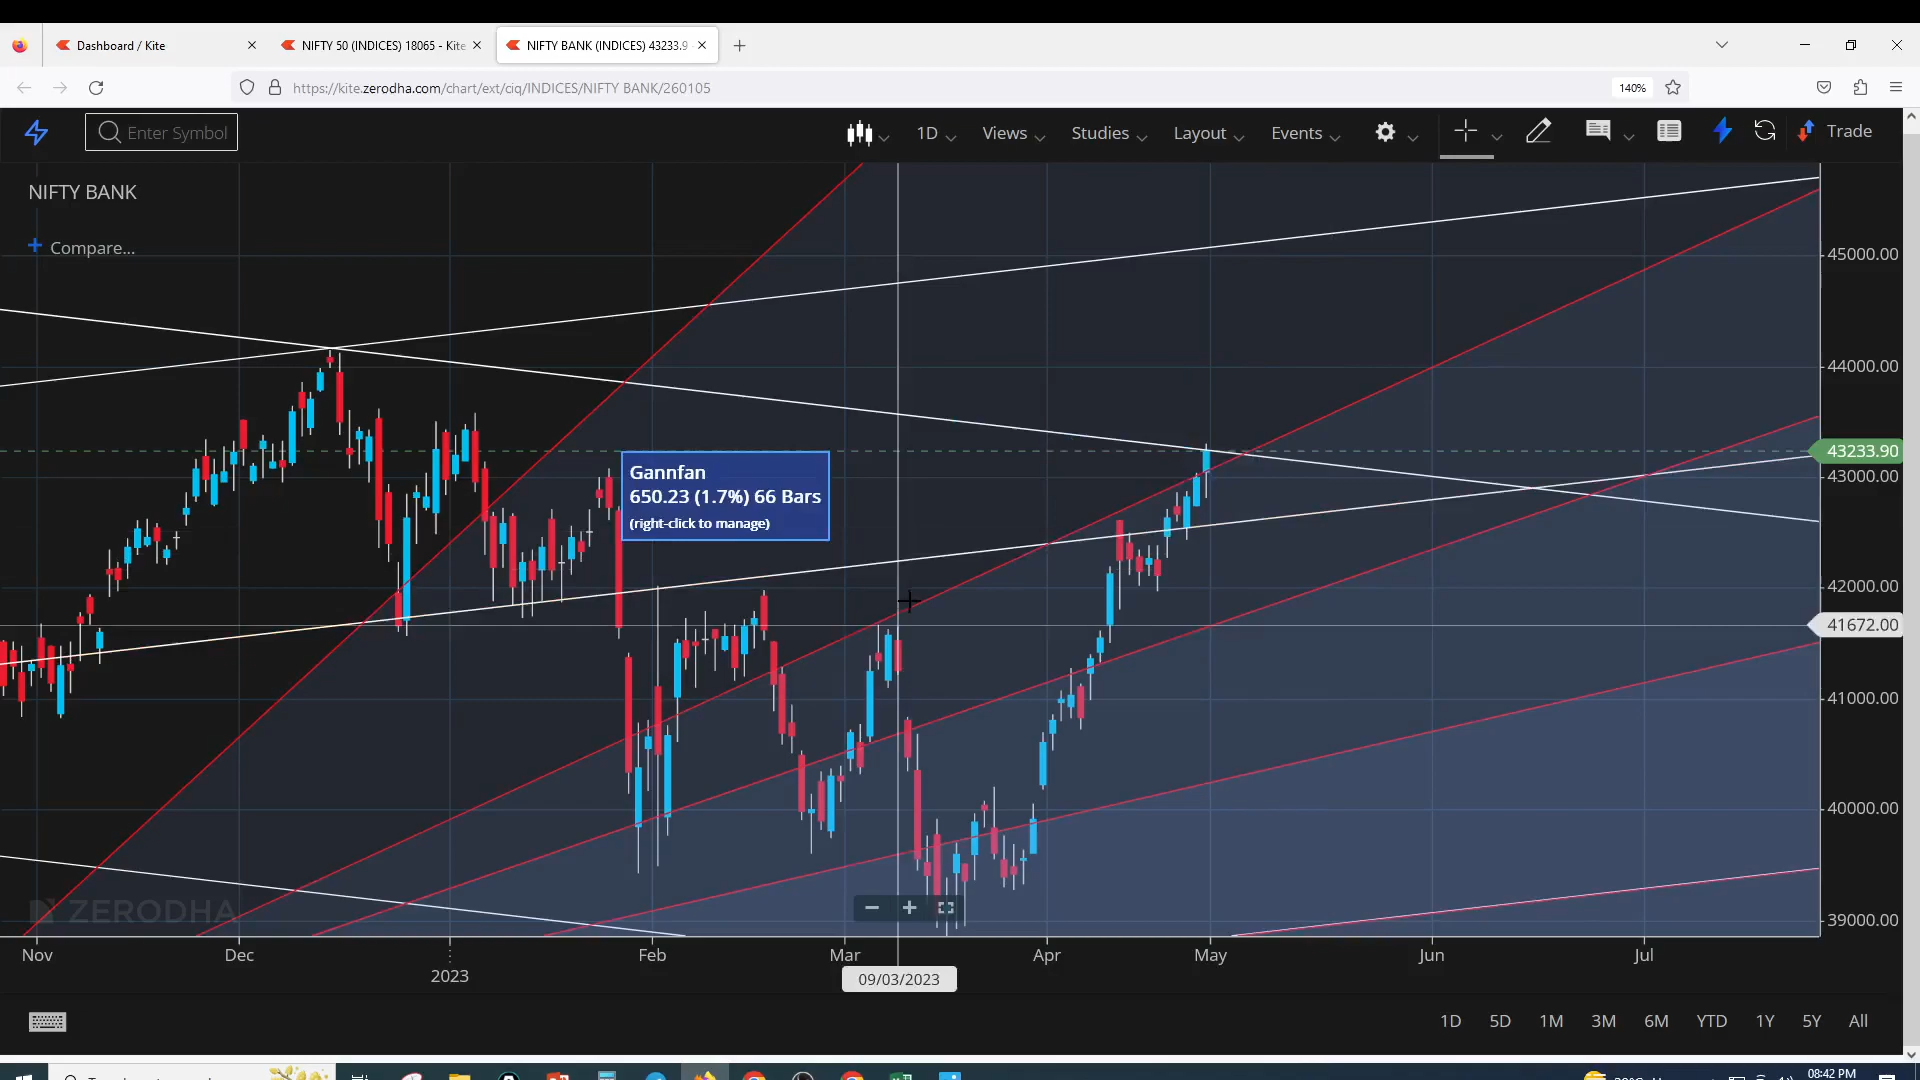 Dashboard / Kite
NIFTY 50 (INDICES) 18065 - Kite
NIFTY BANK (INDICES) 43233.9
https://kite.zerodha.com/chart/ext/ciq/INDICES/NIFTY BANK/260105
140%
Enter Symbol
1D
Views
Studies
Layout
Events
Trade
NIFTY BANK
Compare...
45000.00
44000.00
43233.90
43000.00
Gannfan
650.23 (1.7%) 66 Bars
(right-click to manage)
42000.00
41672.00
41000.00
40000.00
39000.00
ZERODHA
Nov
Dec
2023
Feb
Mar
Apr
May
Jun
Jul
09/03/2023
1D
5D
1M
3M
6M
YTD
1Y
5Y
All
08:42 PM